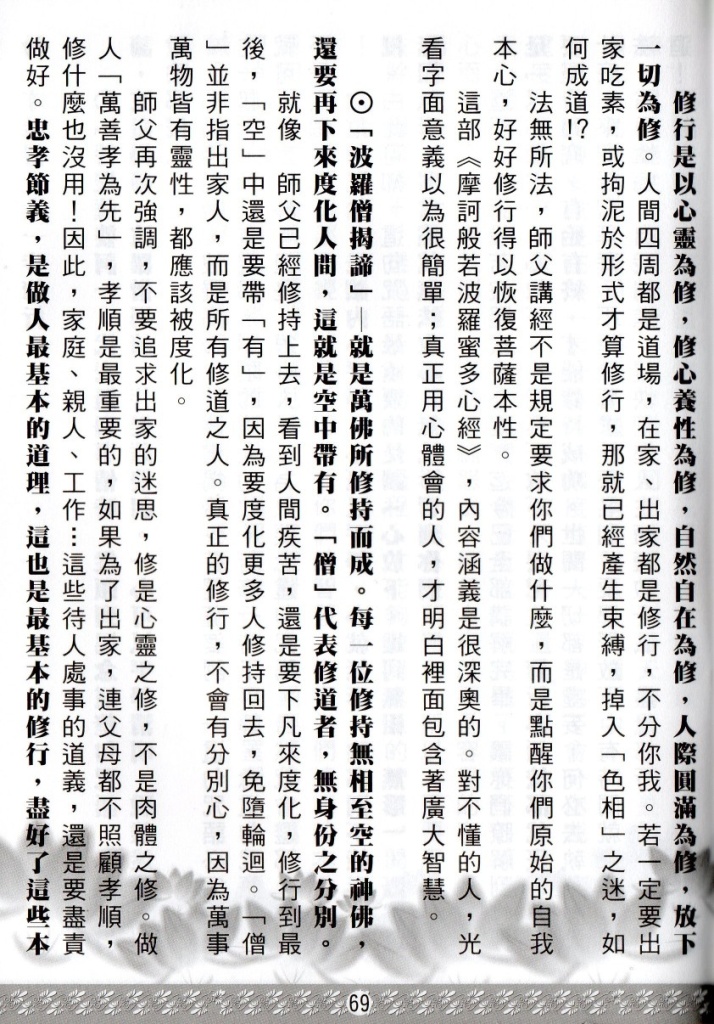 修行是以心靈為修，修心養性為修，自然自在為修，人際圓滿為修，放下
一切為修。人間四周都是道場，在家、出家都是修行，不分你我。若一定要出
家吃素，或拘泥於形式才算修行，那就已經產生束縛，掉入「色相」之迷，如
何成道!?
法無所法，師父講經不是規定要求你們做什麼，而是點醒你們原始的自我
本心，好好修行得以恢復菩薩本性。
這部《摩訶般若波羅蜜多心經》，內容涵義是很深奧的。對不懂的人，光
看字面意義以為很簡單；真正用心體會的人，才明白裡面包含著廣大智慧。
⊙「波羅僧揭諦」—就是萬佛所修持而成。每一位修持無相至空的神佛，
還要再下來度化人間，這就是空中帶有。「僧」代表修道者，無身份之分別。
就像　師父已經修持上去，看到人間疾苦，還是要下凡來度化，修行到最
後，「空」中還是要帶「有」，因為要度化更多人修持回去，免墮輪迴。「僧
」並非指出家人，而是所有修道之人。真正的修行，不會有分別心，因為萬事
萬物皆有靈性，都應該被度化。
師父再次強調，不要追求出家的迷思，修是心靈之修，不是肉體之修。做
人「萬善孝為先」，孝順是最重要的，如果為了出家，連父母都不照顧孝順，
修什麼也沒用！因此，家庭、親人、工作…這些待人處事的道義，還是要盡責
做好。忠孝節義，是做人最基本的道理，這也是最基本的修行，盡好了這些本
69